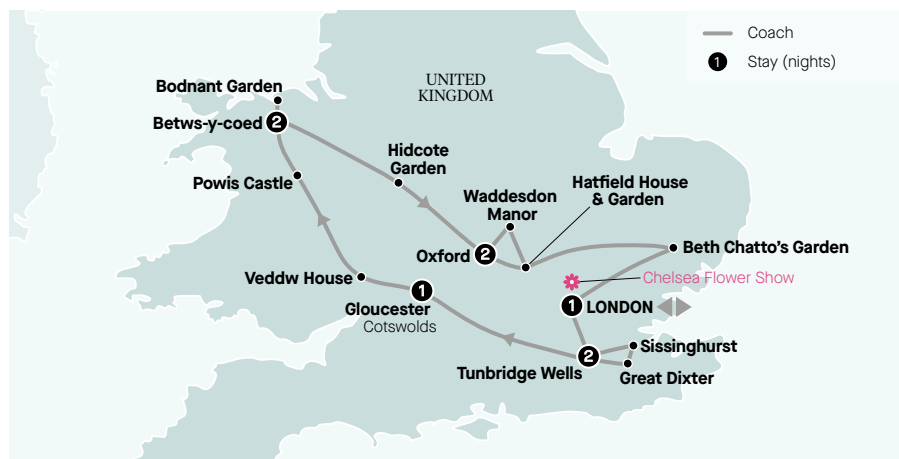 Coach
1
Stay (nights)
UNITED
KINGDOM
Bodnant Garden
Betws-y-coed
2
Hidcote
Garden
Powis Castle
Waddesdon
Manor
Hatfield House
& Garden
Oxford
2
Beth Chatto's Garden
Veddw House
Chelsea Flower Show
1
Gloucester
Cotswolds
1
LONDON
2
Tunbridge Wells
Sissinghurst
Great Dixter